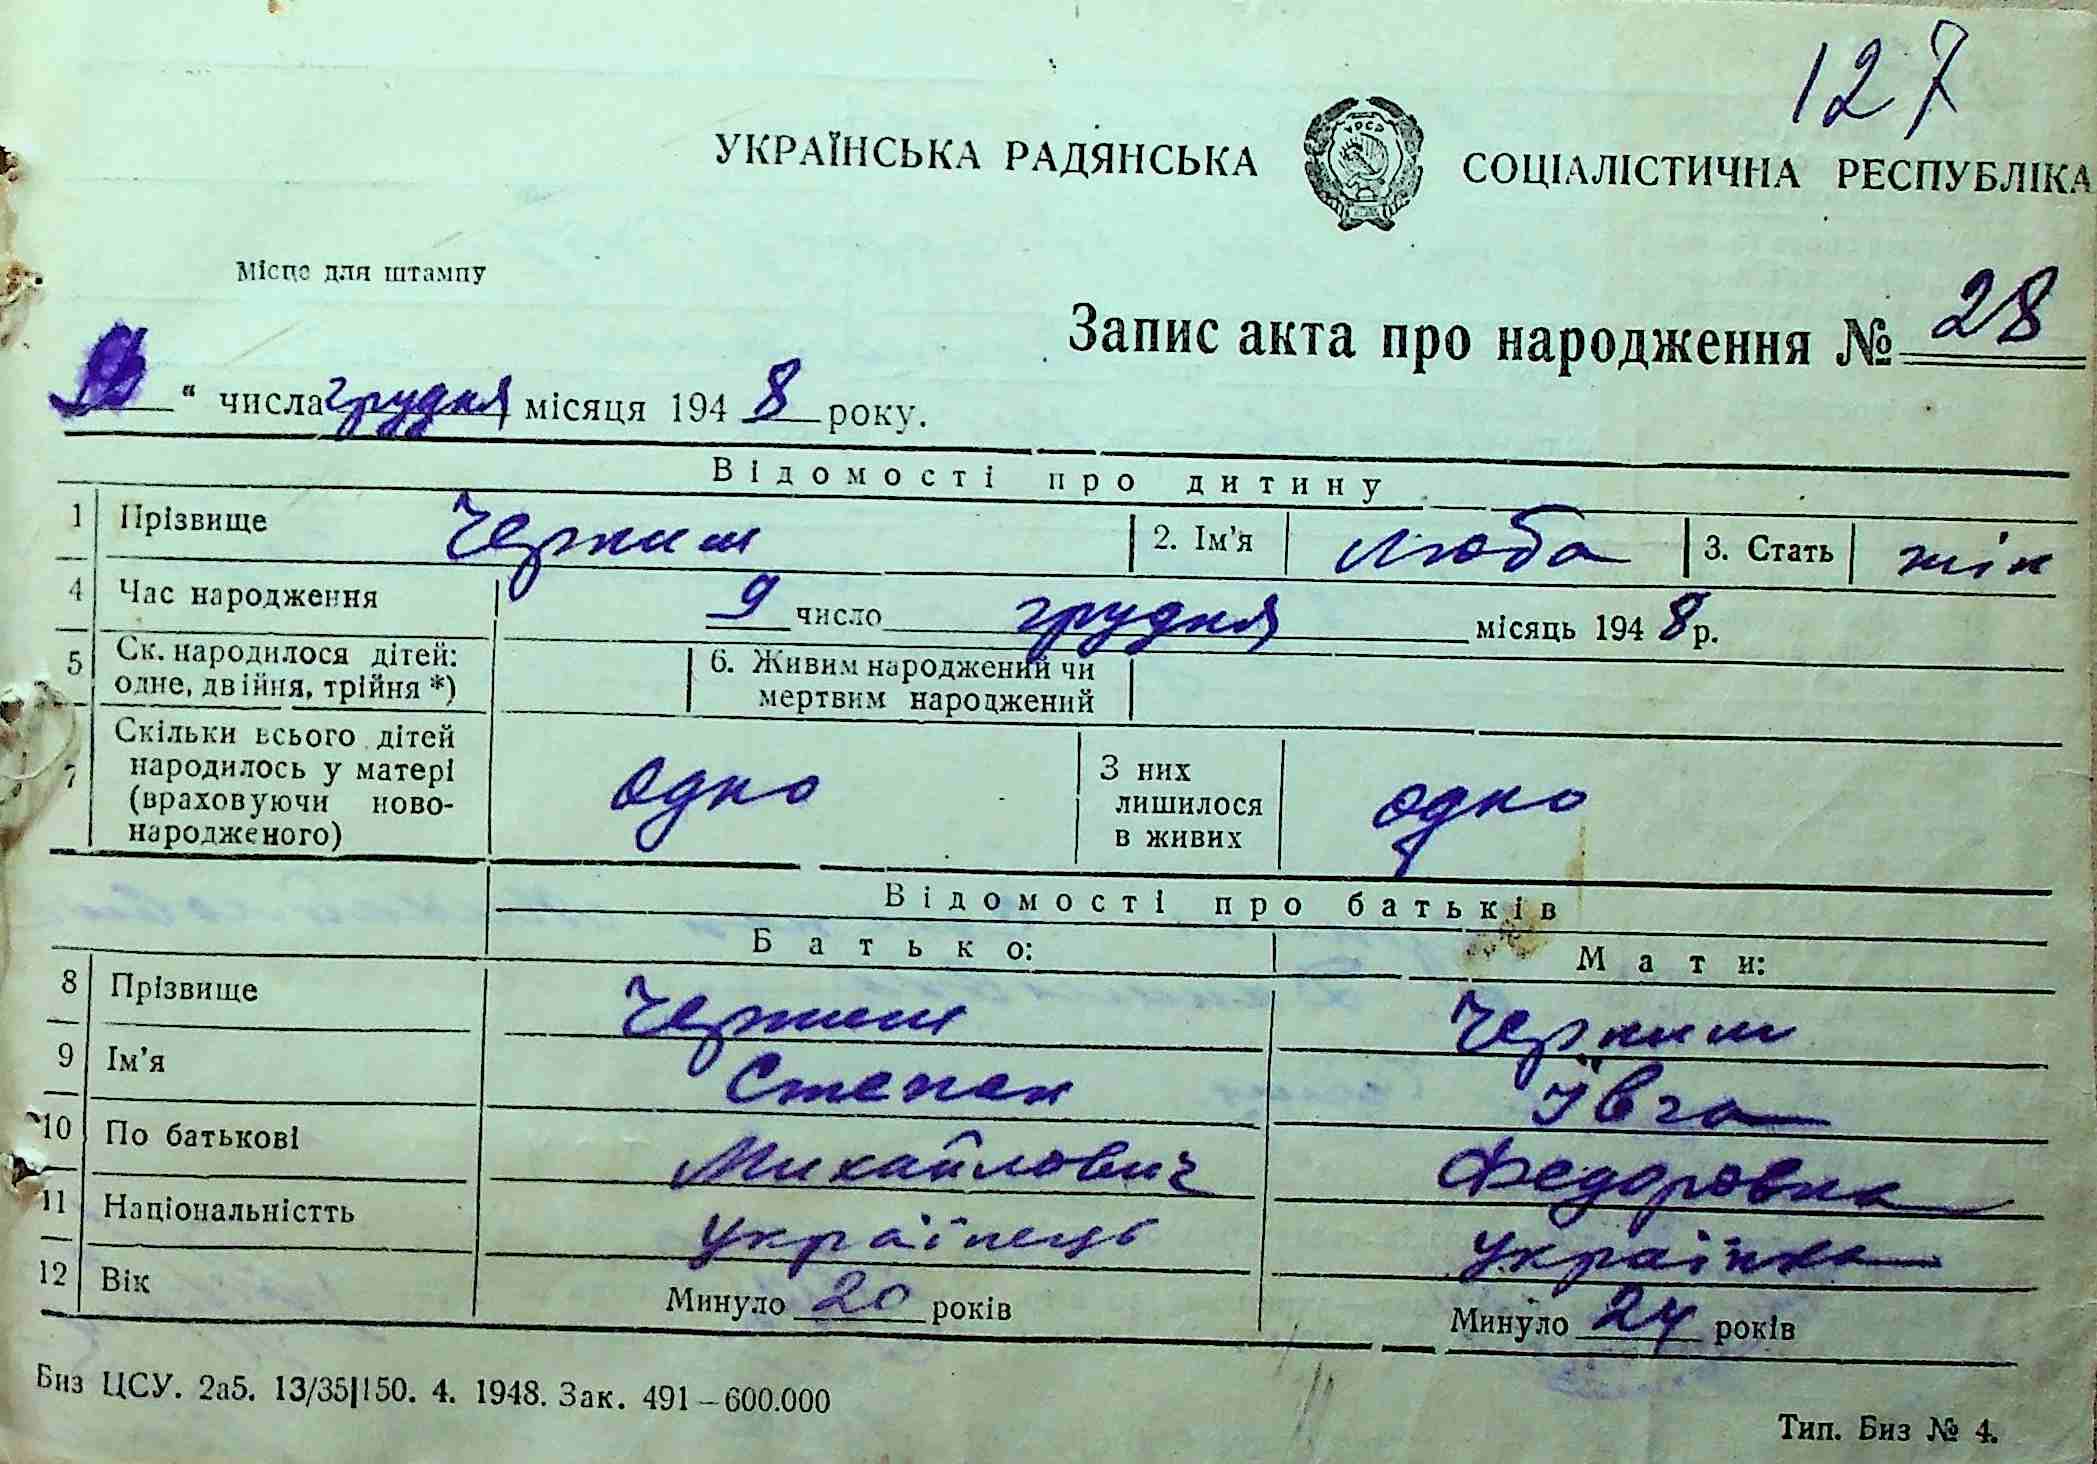 127
УКРАЇНСЬКА РАДЯНСЬКА СОЦІАЛІСТИЧНА РЕСПУБЛІКА
Місце для штампу
Запис акта про народження № 28
“ числа грудня місяця 1948 року.
Відомості про дитину
1 Прізвище Черниш 2. Ім'я Люба 3. Стать жін
4 Час народження 9 число грудня місяць 1948 р.
5 Ск. народилося дітей: одне, двійня, трійня *) 6. Живим народжений чи мертвим народжений
7 Скільки всього дітей народилось у матері (враховуючи новонародженого) одно З них лишилося в живих одно
Відомості про батьків
Батько: Мати:
8 Прізвище Черниш Черниш
9 Ім'я Степан Івга
10 По батькові Михайлович Федоровна
11 Національністть Українець Українка
12 Вік Минуло 20 років Минуло 24 років
Биз ЦСУ. 2а5. 13/35|150. 4. 1948. Зак. 491–600.000
Тип. Биз № 4.